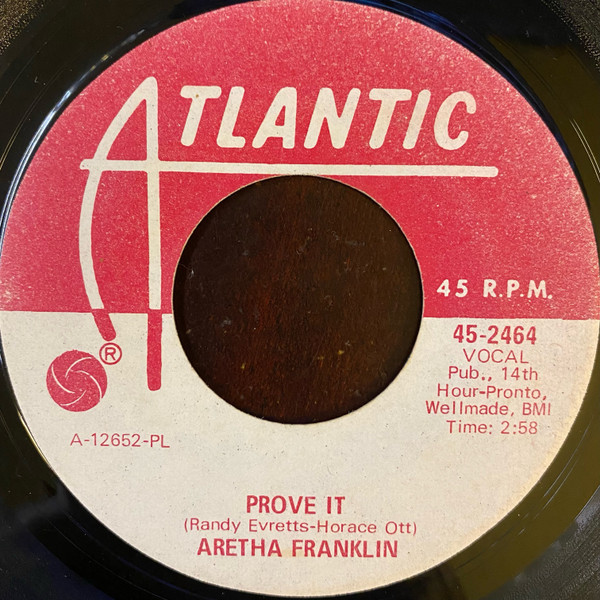 ATLANTIC
®
45 R.P.M.
45-2464
VOCAL
Pub., 14th
Hour-Pronto,
Wellmade, BMI
Time: 2:58
A-12652-PL
PROVE IT
(Randy Evretts-Horace Ott)
ARETHA FRANKLIN